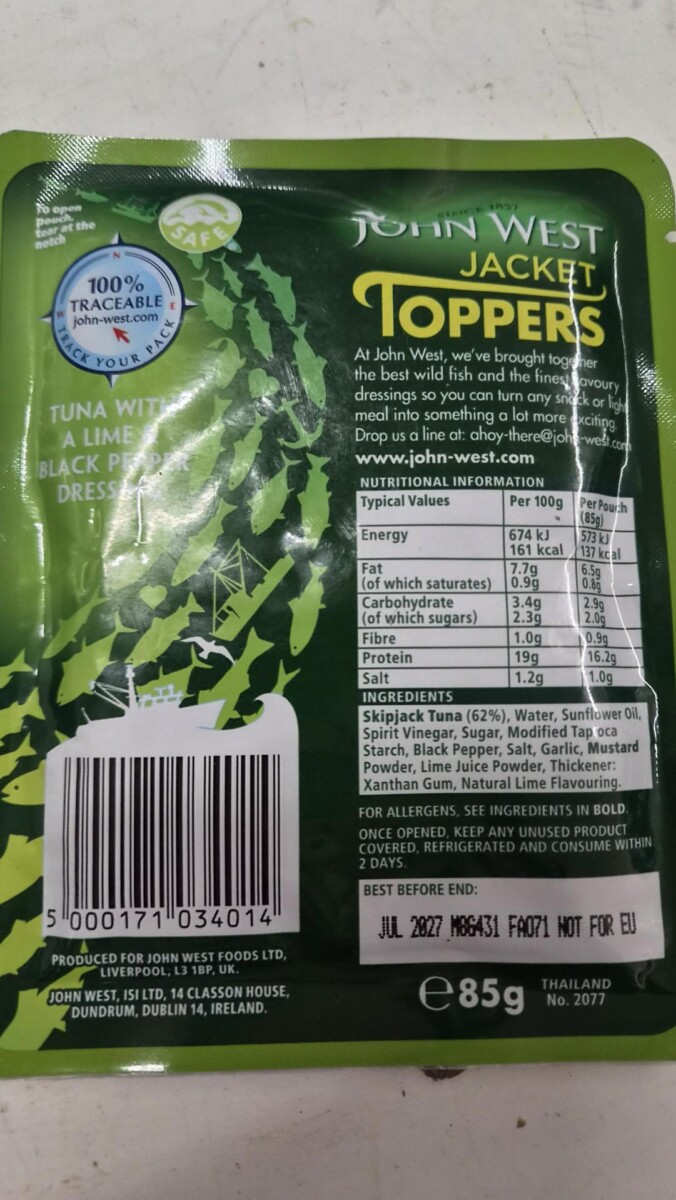 To open
pouch,
tear at the
notch
SAFE
N
W
E
100%
TRACEABLE
john-west.com
TRACK YOUR PACK
TUNA WITH
A LIME &
BLACK PEPPER
JOHN WEST
JACKET
TOPPERS
At John West, we've brought together
the best wild fish and the finest savoury
dressings so you can turn any snack or light
meal into something a lot more exciting.
Drop us a line at: ahoy-there@john-west.com
www.john-west.com
NUTRITIONAL INFORMATION
Typical Values Per 100g Per Pouch
(85g)
Energy 674 kJ 573 kJ
161 kcal 137 kcal
Fat 7.7g 6.5g
(of which saturates) 0.9g 0.8g
Carbohydrate 3.4g 2.9g
(of which sugars) 2.3g 2.0g
Fibre 1.0g 0.9g
Protein 19g 16.2g
Salt 1.2g 1.0g
INGREDIENTS
Skipjack Tuna (62%), Water, Sunflower Oil,
Spirit Vinegar, Sugar, Modified Tapioca
Starch, Black Pepper, Salt, Garlic, Mustard
Powder, Lime Juice Powder, Thickener:
Xanthan Gum, Natural Lime Flavouring.
FOR ALLERGENS, SEE INGREDIENTS IN BOLD.
ONCE OPENED, KEEP ANY UNUSED PRODUCT
COVERED, REFRIGERATED AND CONSUME WITHIN
2 DAYS.
BEST BEFORE END:
JUL 2027 M86431 FA071 NOT FOR EU
5 000171 034014
PRODUCED FOR JOHN WEST FOODS LTD,
LIVERPOOL, L3 1BP, UK.
JOHN WEST, ISI LTD, 14 CLASSON HOUSE,
DUNDRUM, DUBLIN 14, IRELAND.
℮85g
THAILAND
No. 2077